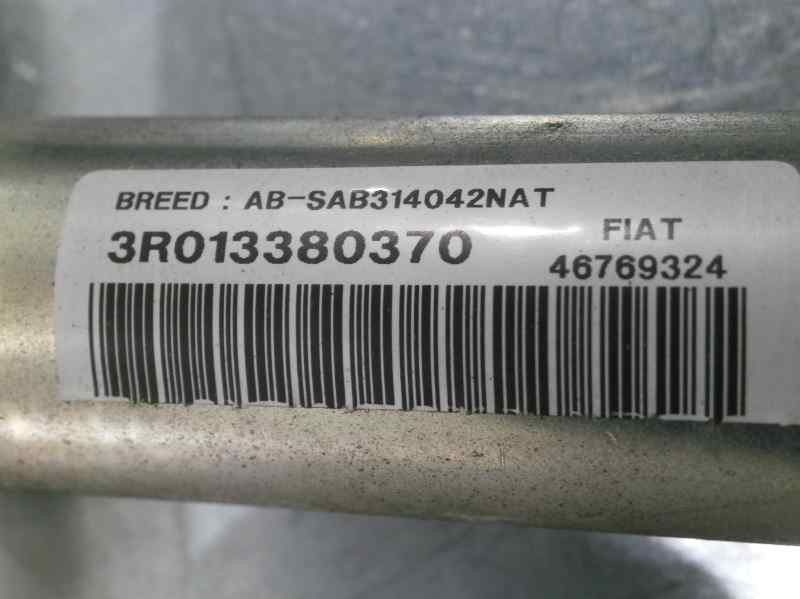 BREED : AB-SAB314042NAT
3R013380370
FIAT
46769324